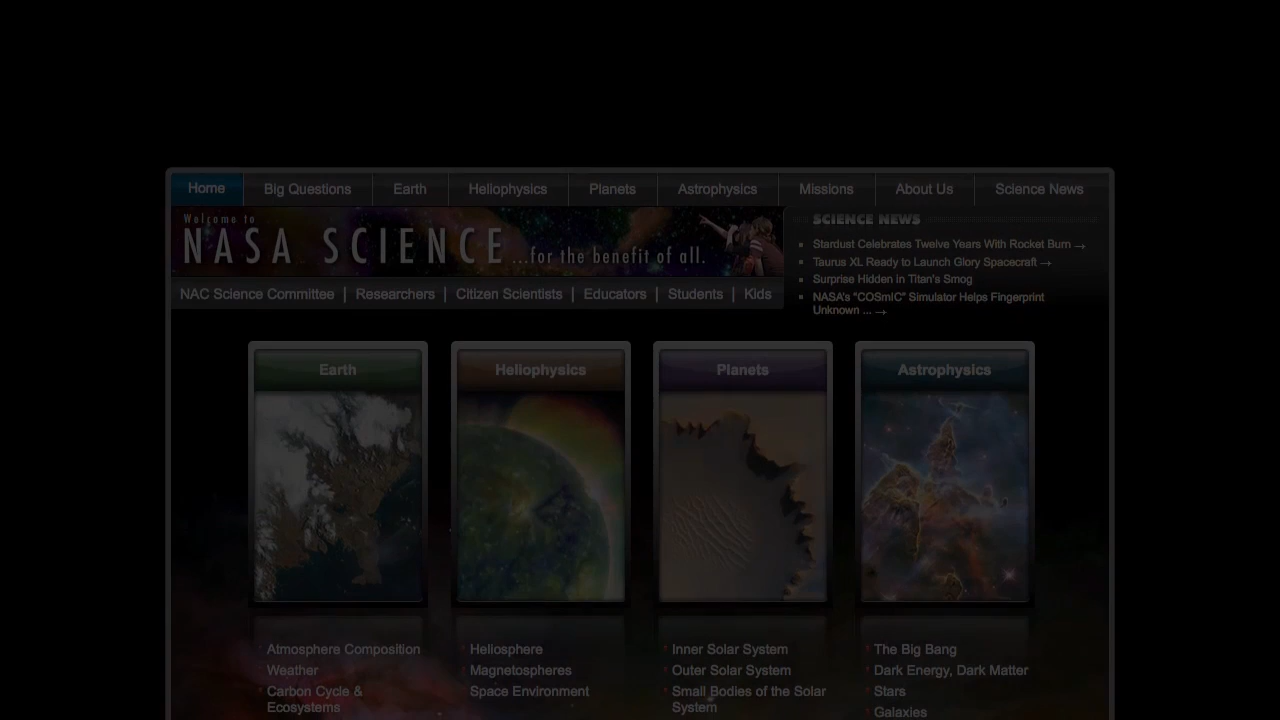 Home
Big Questions
Earth
Heliophysics
Planets
Astrophysics
Missions
About Us
Science News
Welcome to
NASA SCIENCE ...for the benefit of all.
NAC Science Committee | Researchers | Citizen Scientists | Educators | Students | Kids
SCIENCE NEWS
Stardust Celebrates Twelve Years With Rocket Burn →
Taurus XL Ready to Launch Glory Spacecraft →
Surprise Hidden in Titan's Smog
NASA's "COSmIC" Simulator Helps Fingerprint
Unknown ... →
Earth
Atmosphere Composition
Weather
Carbon Cycle &
Ecosystems
Heliophysics
Heliosphere
Magnetospheres
Space Environment
Planets
Inner Solar System
Outer Solar System
Small Bodies of the Solar
System
Astrophysics
The Big Bang
Dark Energy, Dark Matter
Stars
Galaxies